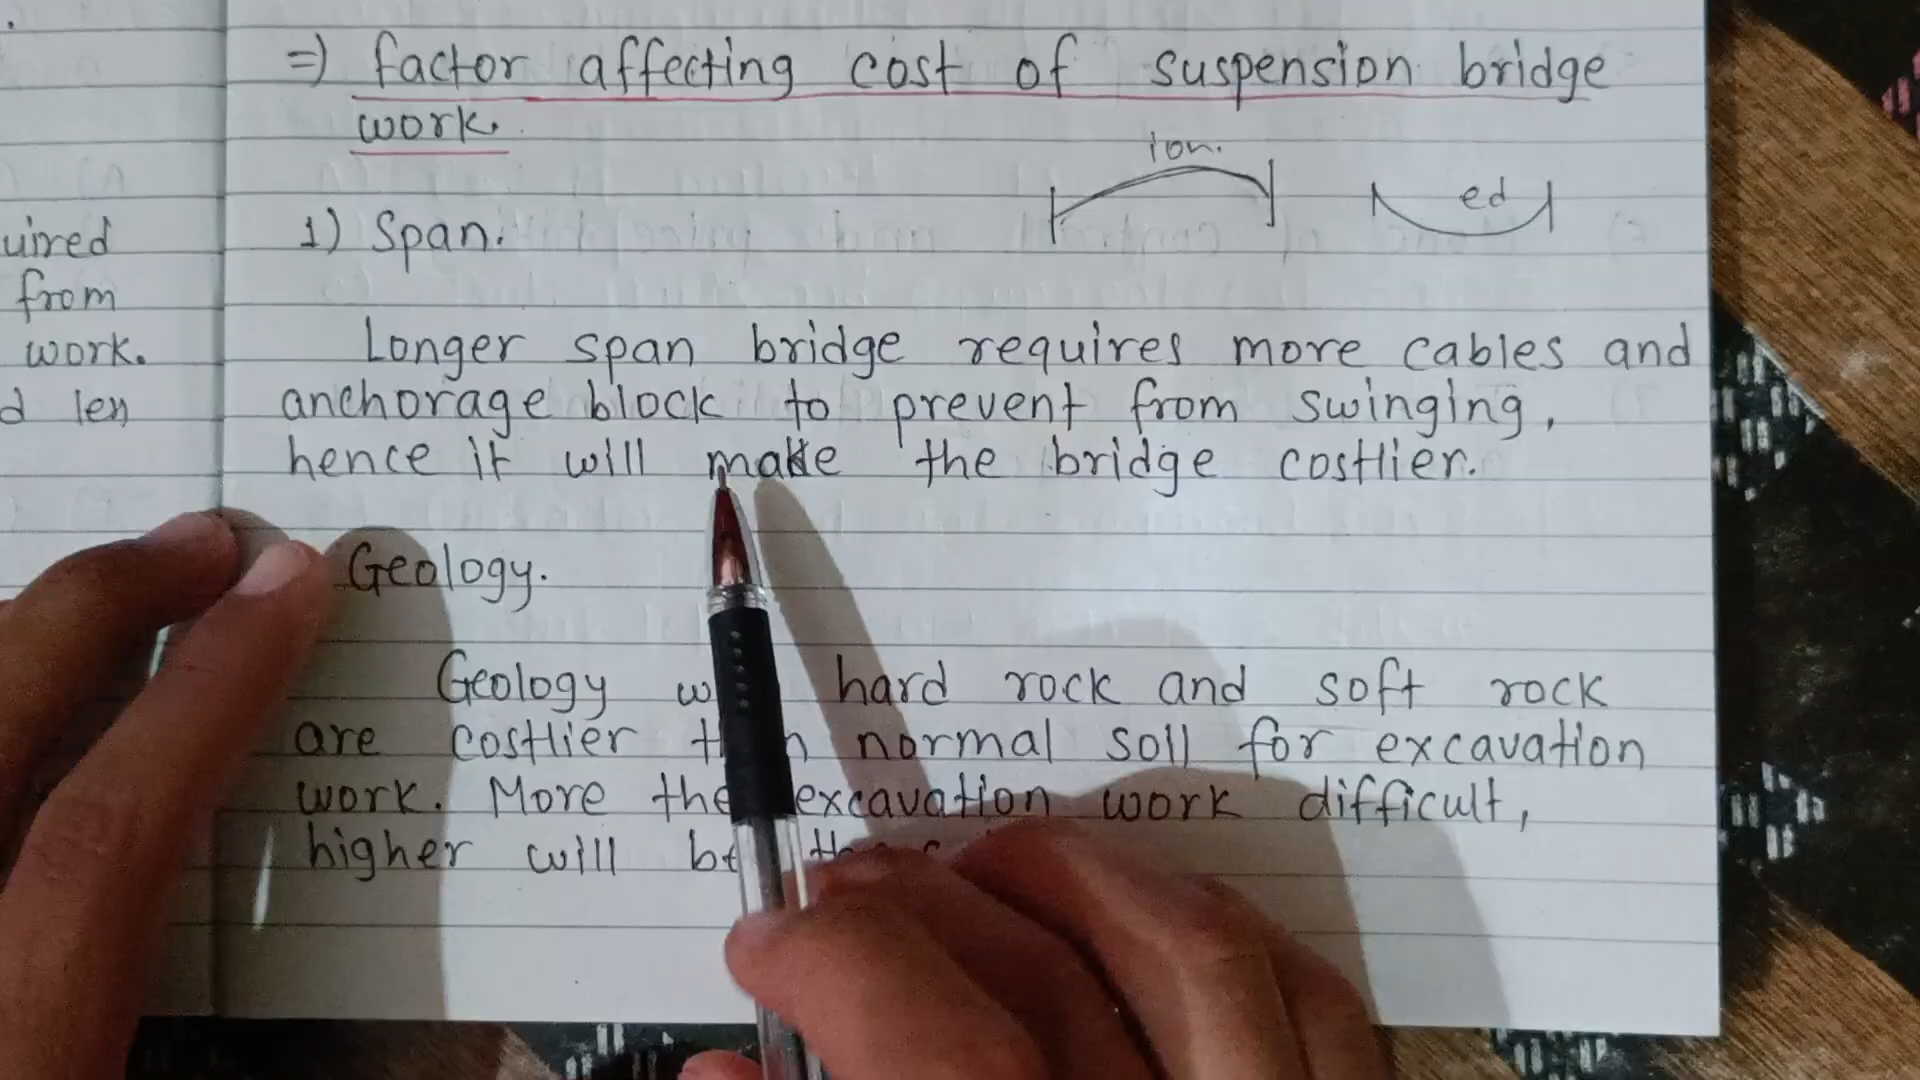 => factor affecting cost of suspension bridge
work.
ion.
ed
1) Span.
Longer span bridge requires more cables and
anchorage block to prevent from swinging,
hence it will make the bridge costlier.
Geology.
Geology hard rock and soft rock
are costlier normal soil for excavation
work. More the excavation work difficult,
higher will be
uired
from
work.
d len